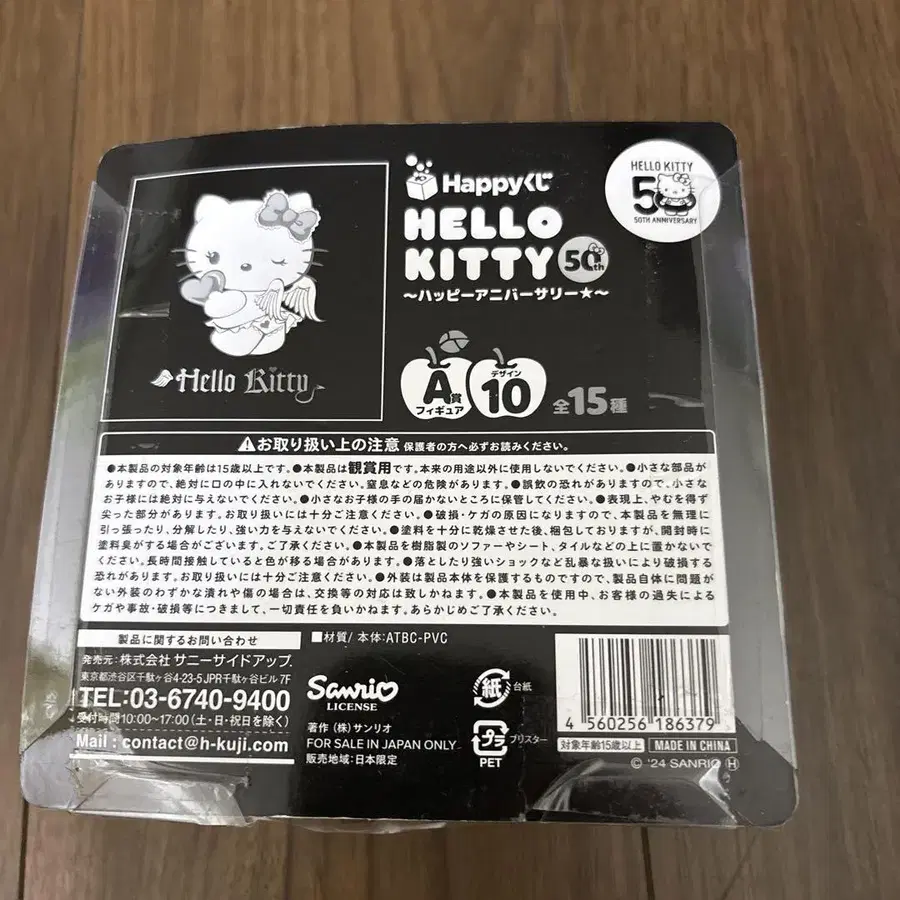 Happyくじ
HELLO
KITTY 50th
～ハッピーアニバーサリー★～
HELLO KITTY
50
50TH ANNIVERSARY
Hello Kitty
A賞
フィギュア
デザイン
10
全15種
⚠お取り扱い上の注意 保護者の方へ必ずお読みください。
●本製品の対象年齢は15歳以上です。●本製品は観賞用です。本来の用途以外に使用しないでください。●小さな部品が
ありますので、絶対に口の中に入れないでください。窒息などの危険があります。●誤飲の恐れがありますので、小さな
お子様には絶対に与えないでください。●小さなお子様の手の届かないところに保管してください。●表現上、やむを得ず
尖った部分があります。お取り扱いには十分ご注意ください。●破損・ケガの原因になりますので、本製品を無理に
引っ張ったり、分解したり、強い力を与えないでください。●塗料を十分に乾燥させた後、梱包しておりますが、開封時に
塗料臭がする場合がございます。ご了承ください。●本製品を樹脂製のソファーやシート、タイルなどの上に置かないで
ください。長時間接触していると色が移る場合があります。●落としたり強いショックなど乱暴な扱いにより破損する
恐れがあります。お取り扱いには十分ご注意ください。●外装は製品本体を保護するものですので、製品自体に問題が
ない外装のわずかな潰れや傷の場合は、交換等の対応は致しかねます。●本製品を使用中、お客様の過失による
ケガや事故・破損等につきまして、一切責任を負いかねます。あらかじめご了承ください。
製品に関するお問い合わせ
発売元：株式会社 サニーサイドアップ
東京都渋谷区千駄ヶ谷4-23-5 JPR千駄ヶ谷ビル 7F
TEL:03-6740-9400
受付時間10:00～17:00(土・日・祝日を除く)
Mail : contact@h-kuji.com
■材質/ 本体:ATBC-PVC
Sanrio
LICENSE
著作（株）サンリオ
FOR SALE IN JAPAN ONLY
販売地域：日本限定
紙
台紙
プラ
ブリスター
PET
4 560256 186379
対象年齢15歳以上
MADE IN CHINA
© '24 SANRIO Ⓗ